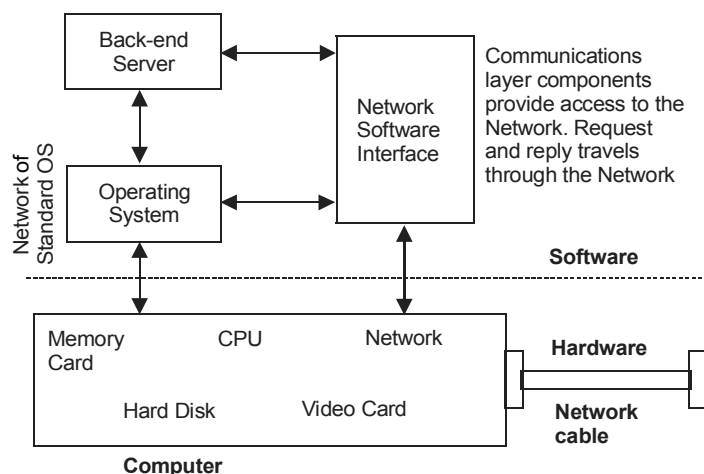 Back-end
Server
Network
Software
Interface
Communications
layer components
provide access to the
Network. Request
and reply travels
through the Network
Network of
Standard OS
Operating
System
Software
Memory
Card
CPU
Network
Hard Disk
Video Card
Hardware
Network
cable
Computer